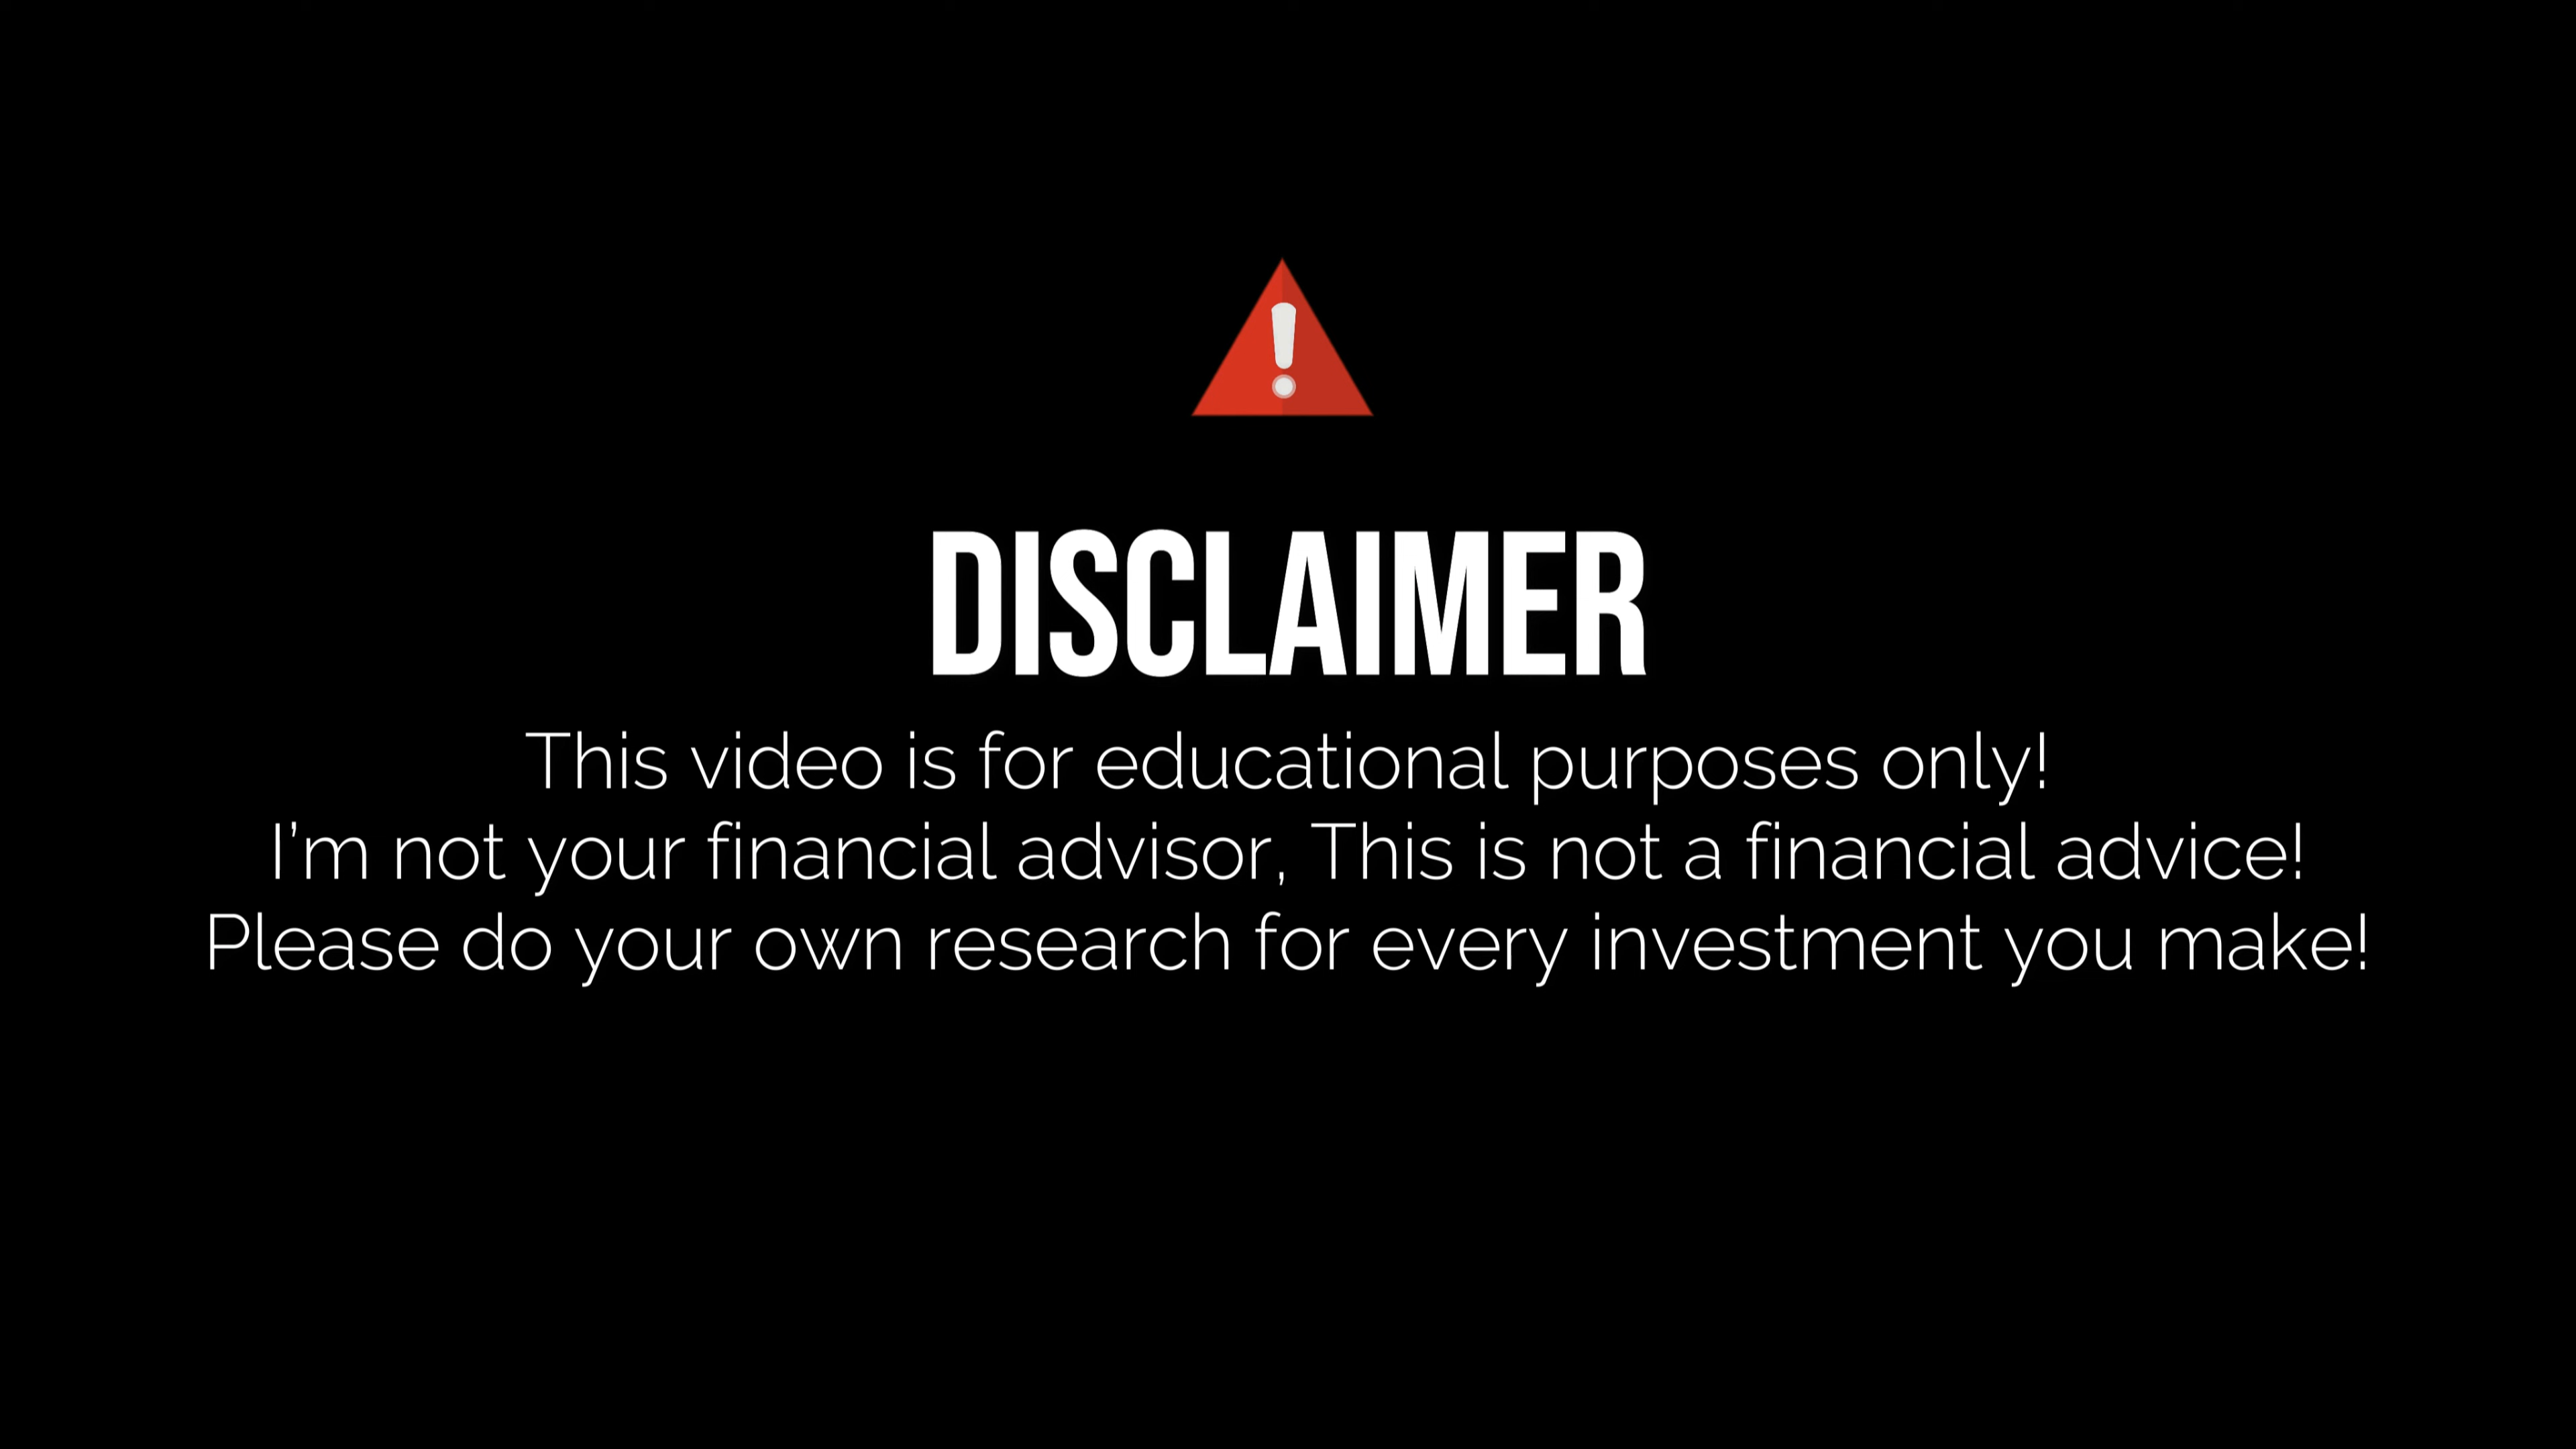 DISCLAIMER
This video is for educational purposes only!
I'm not your financial advisor, This is not a financial advice!
Please do your own research for every investment you make!